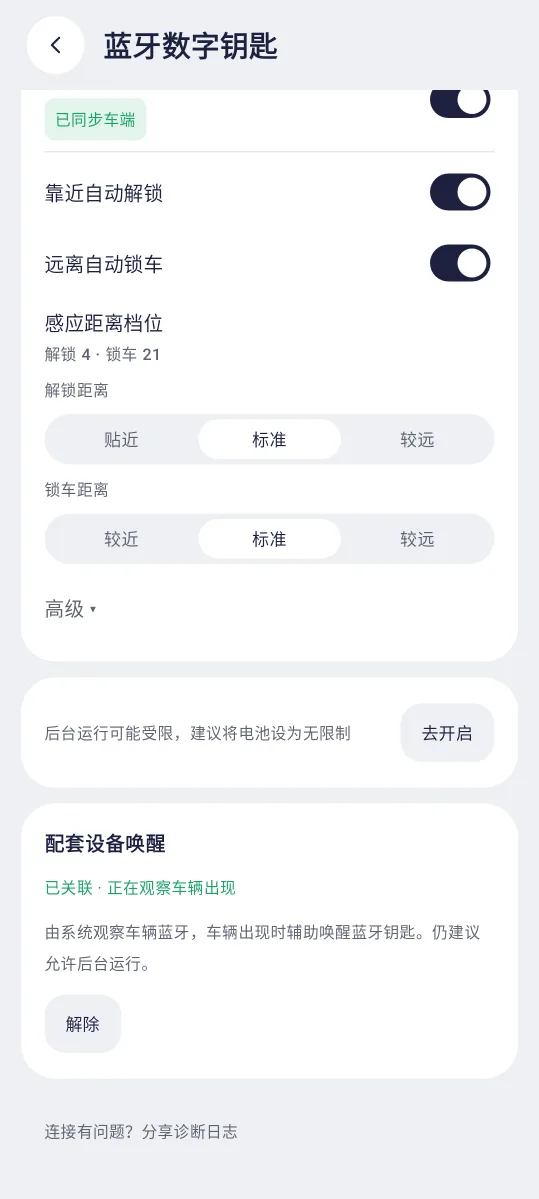 蓝牙数字钥匙
已同步车端
靠近自动解锁
远离自动锁车
感应距离档位
解锁 4 · 锁车 21
解锁距离
贴近 标准 较远
锁车距离
较近 标准 较远
高级 ▾
后台运行可能受限，建议将电池设为无限制
去开启
配套设备唤醒
已关联 · 正在观察车辆出现
由系统观察车辆蓝牙，车辆出现时辅助唤醒蓝牙钥匙。仍建议
允许后台运行。
解除
连接有问题？分享诊断日志